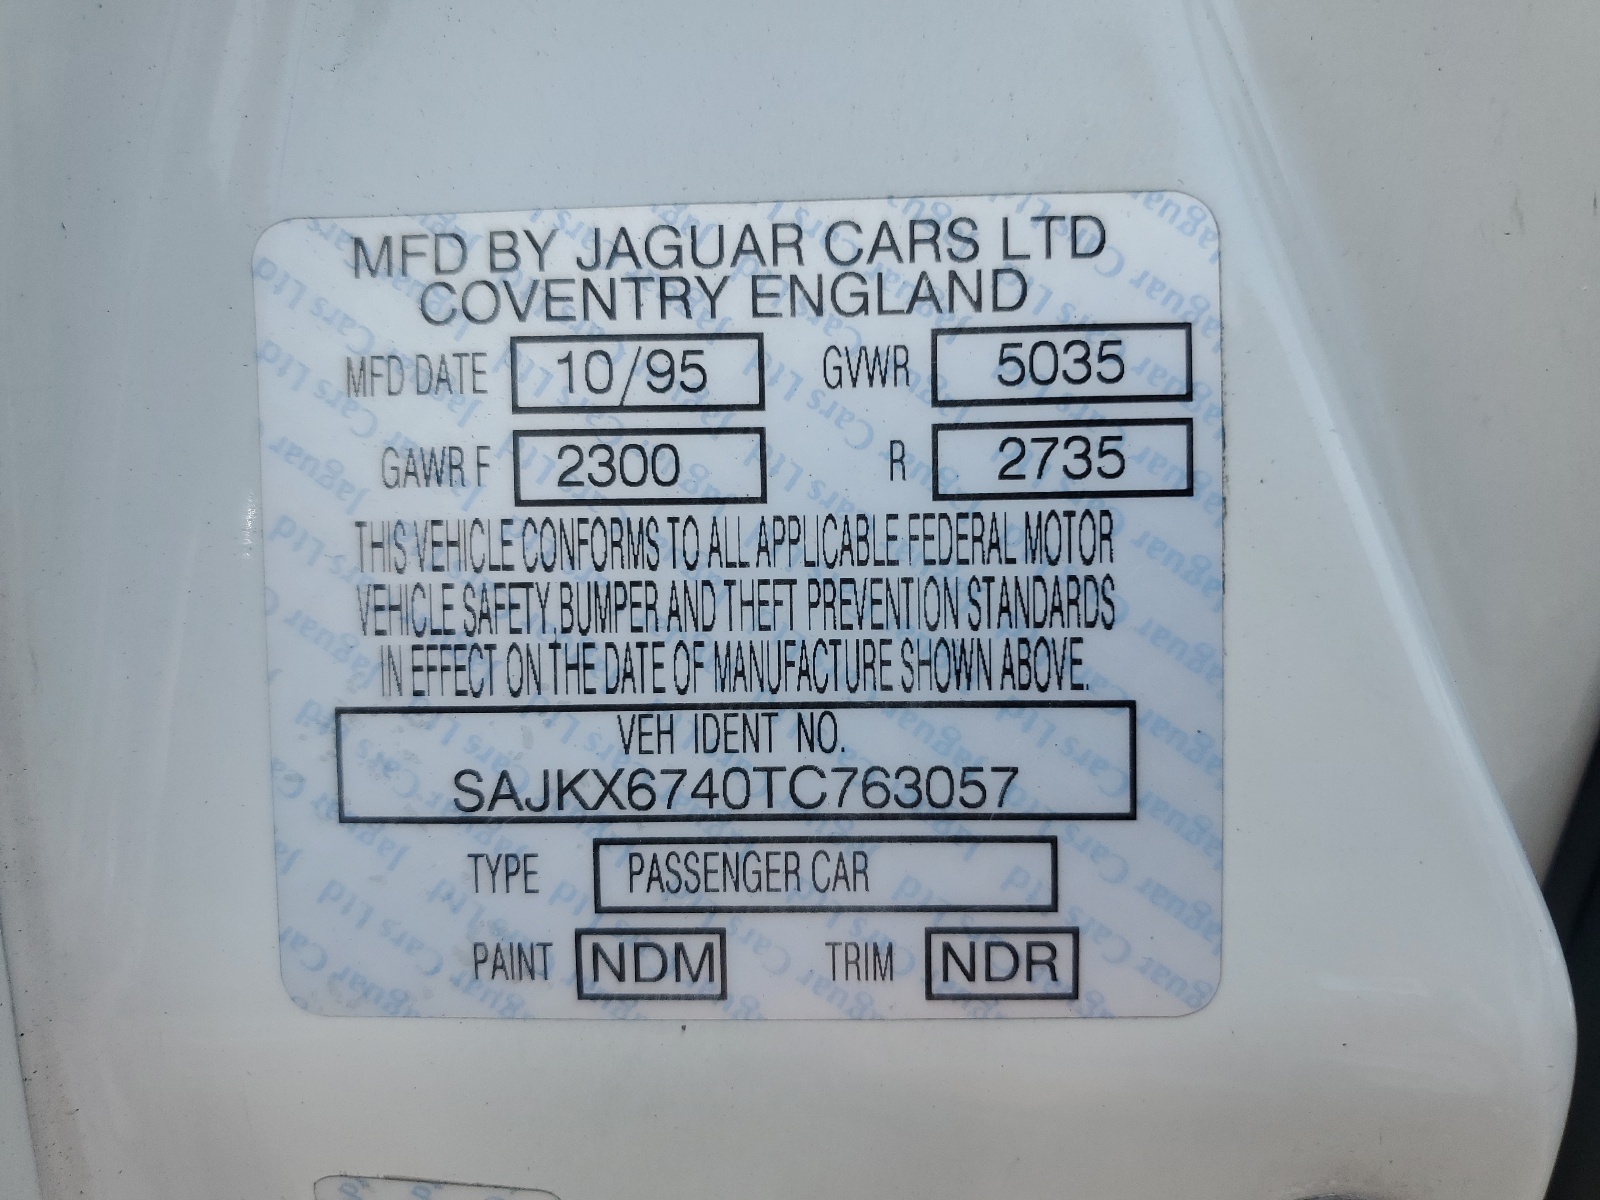 MFD BY JAGUAR CARS LTD
COVENTRY ENGLAND
MFD DATE 10/95 GVWR 5035
GAWR F 2300 R 2735
THIS VEHICLE CONFORMS TO ALL APPLICABLE FEDERAL MOTOR
VEHICLE SAFETY, BUMPER AND THEFT PREVENTION STANDARDS
IN EFFECT ON THE DATE OF MANUFACTURE SHOWN ABOVE.
VEH IDENT NO.
SAJKX6740TC763057
TYPE PASSENGER CAR
PAINT NDM TRIM NDR